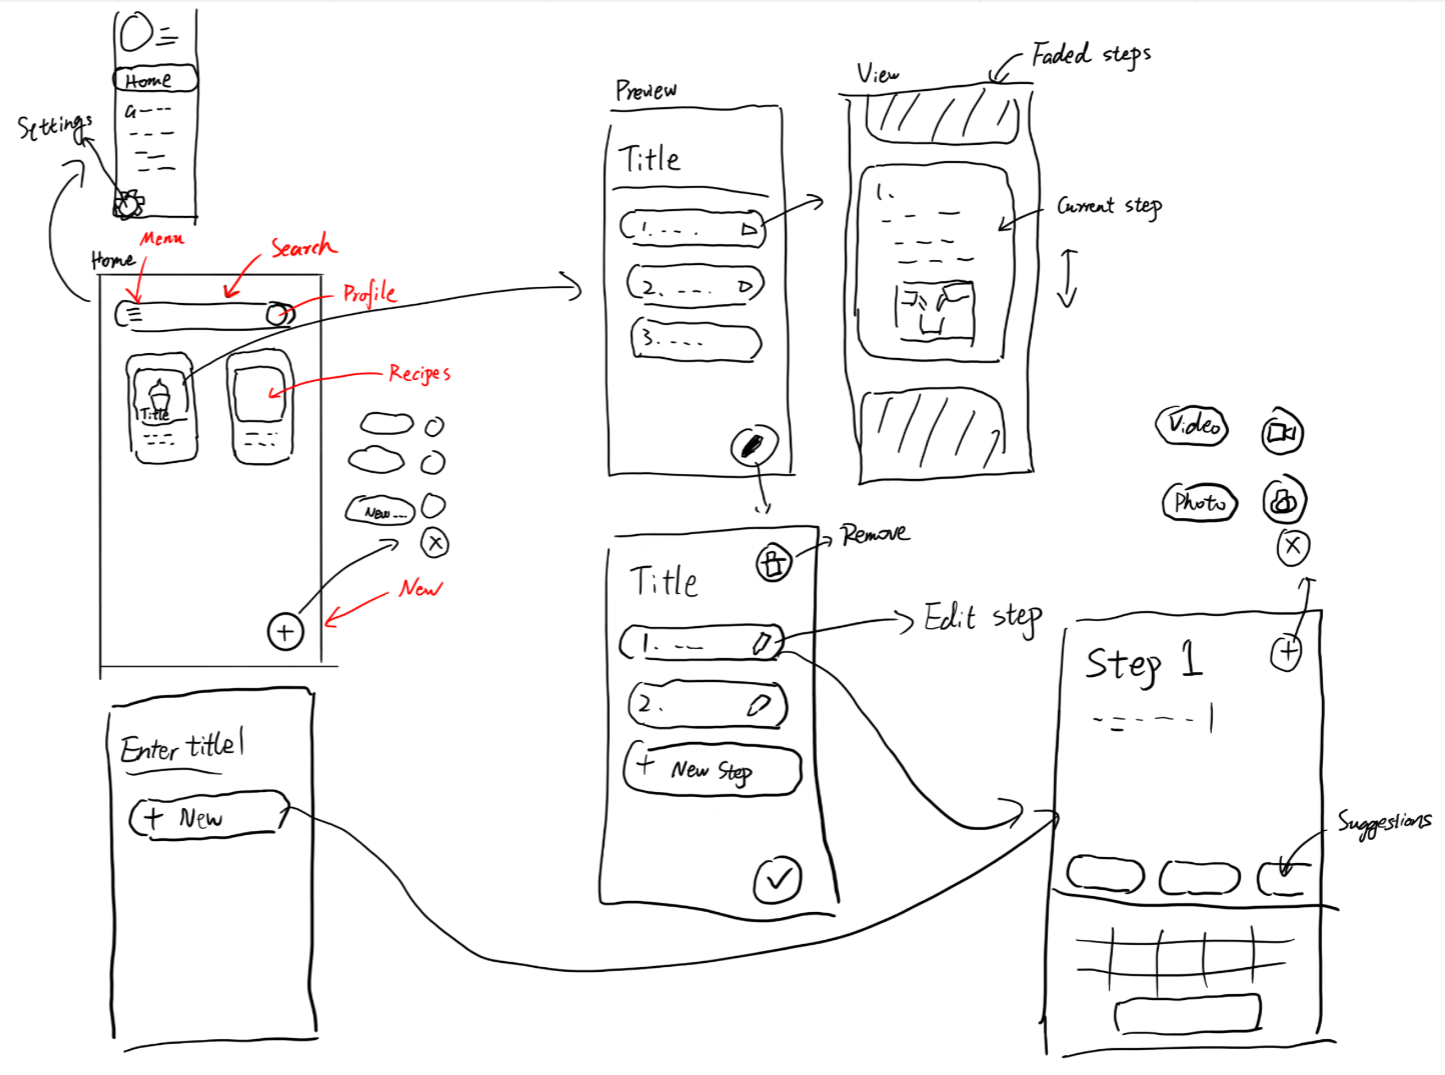 Home
Settings
Menu
Home
Search
Profile
Recipes
Title
New ...
New
Enter title
+ New
Preview
Title
1.
2.
3.
View
Faded steps
1.
Current step
Title
Remove
1.
Edit step
2.
+ New Step
Video
Photo
Step 1
Suggestions